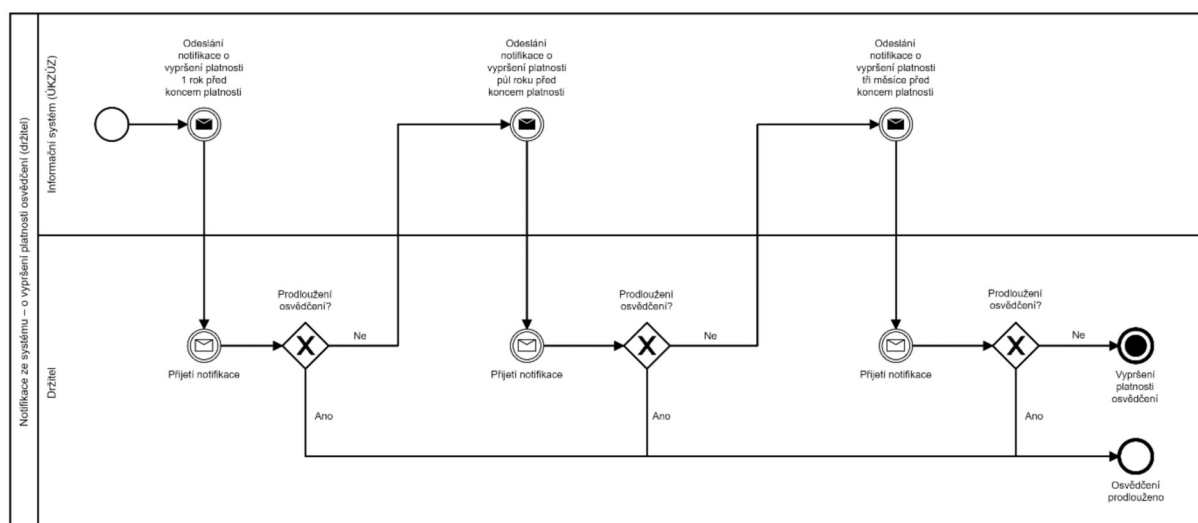 Notifikace ze systému – o vypršení platnosti osvědčení (držitel)
Informační systém (ÚKZÚZ)
Odeslání
notifikace o
vypršení platnosti
1 rok před
koncem platnosti
Odeslání
notifikace o
vypršení platnosti
půl roku před
koncem platnosti
Odeslání
notifikace o
vypršení platnosti
tři měsíce před
koncem platnosti
Držitel
Přijetí notifikace
Prodloužení
osvědčení?
Ne
Ano
Přijetí notifikace
Prodloužení
osvědčení?
Ne
Ano
Přijetí notifikace
Prodloužení
osvědčení?
Ne
Ano
Vypršení
platnosti
osvědčení
Osvědčení
prodlouženo